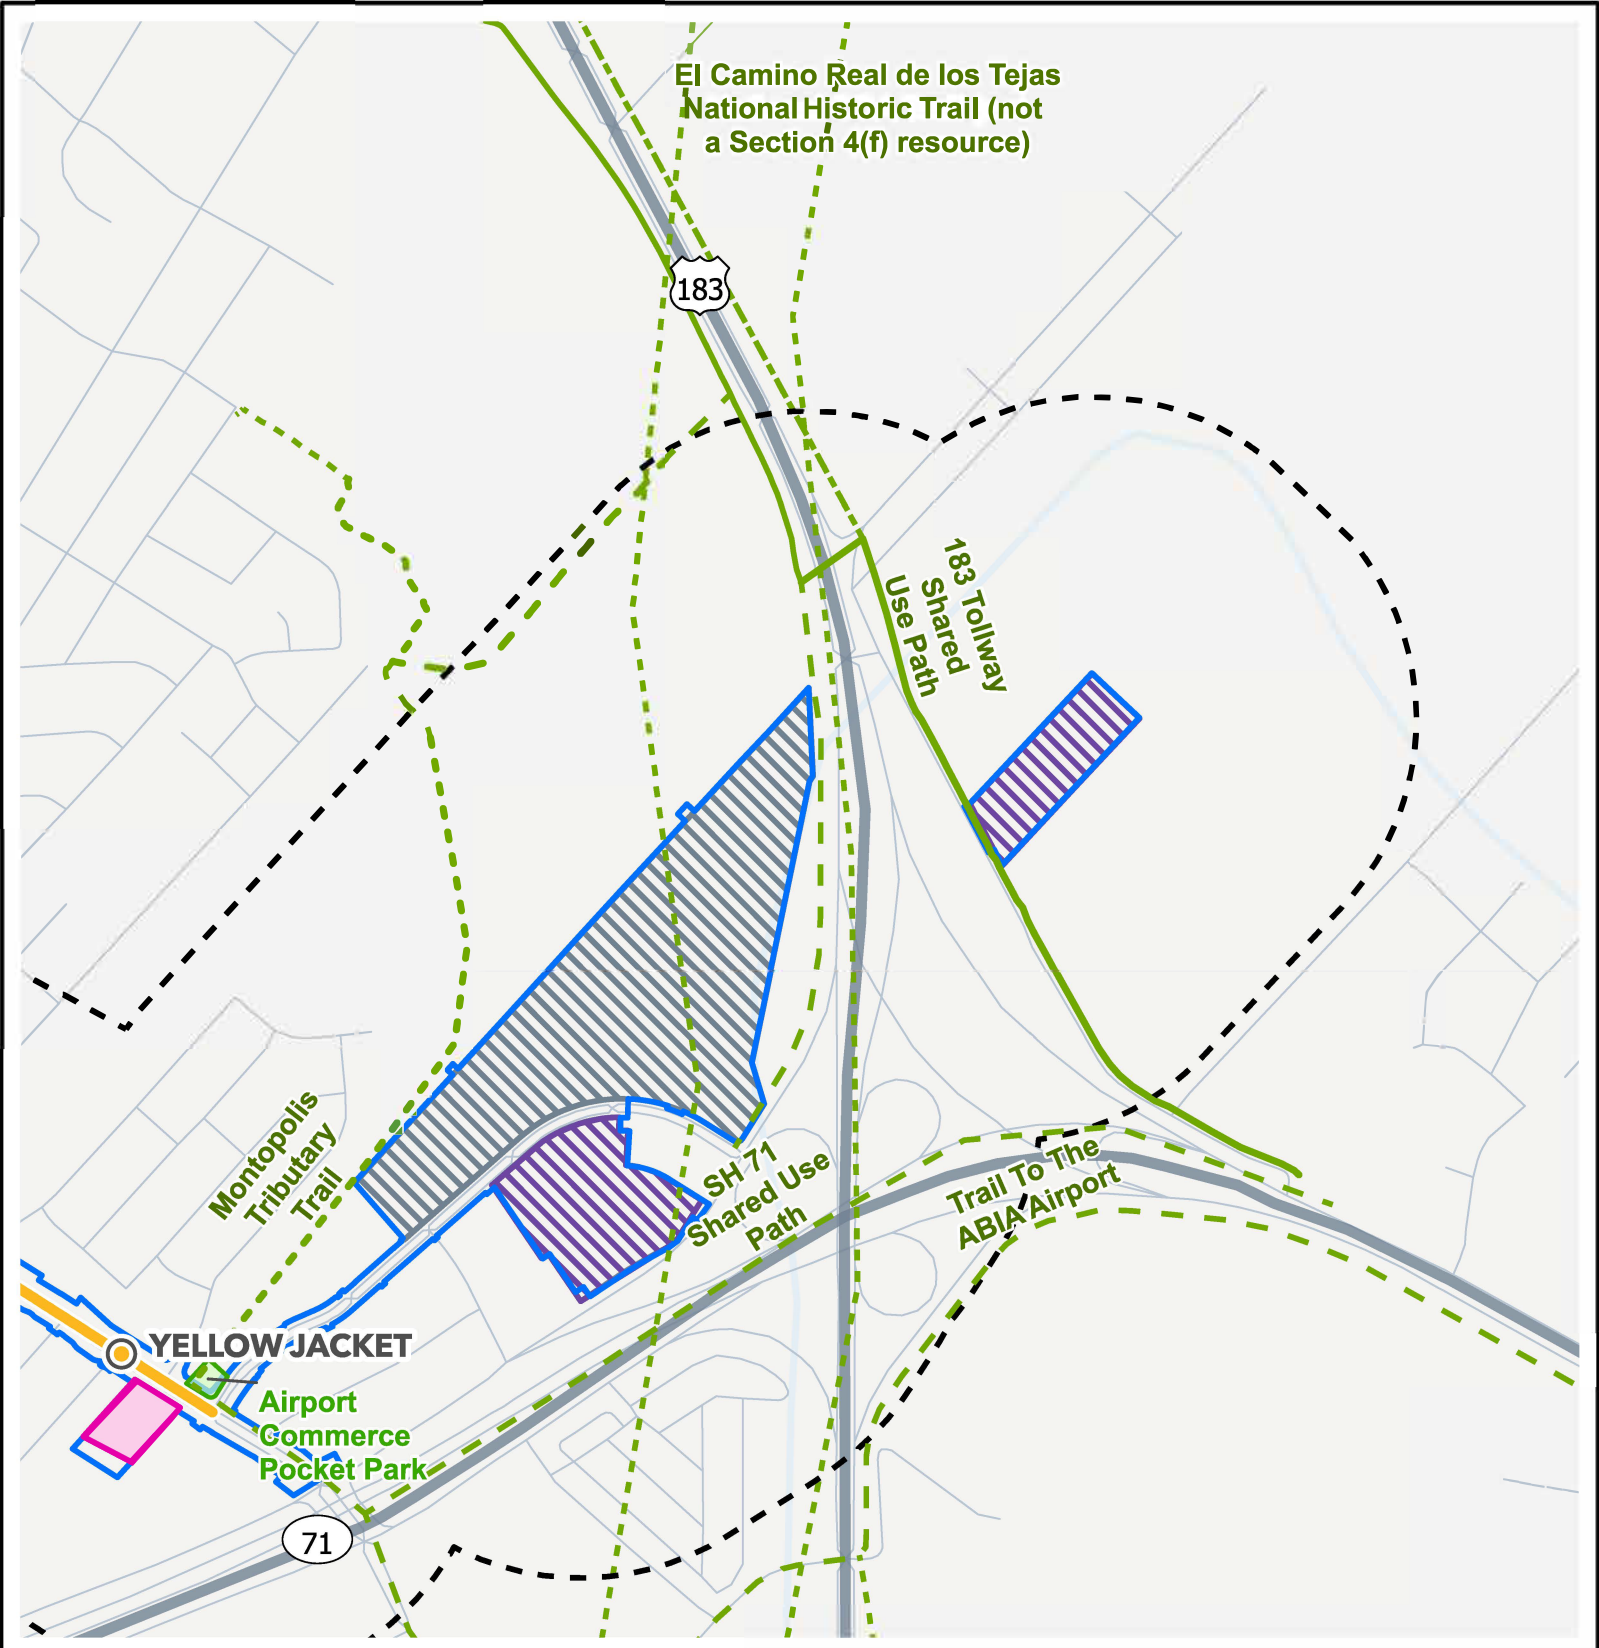 El Camino Real de los Tejas
National Historic Trail (not
a Section 4(f) resource)
183
183 Tollway
Shared
Use Path
Montopolis
Tributary
Trail
SH 71
Shared Use
Path
Trail To The
ABIA Airport
YELLOW JACKET
Airport
Commerce
Pocket Park
71